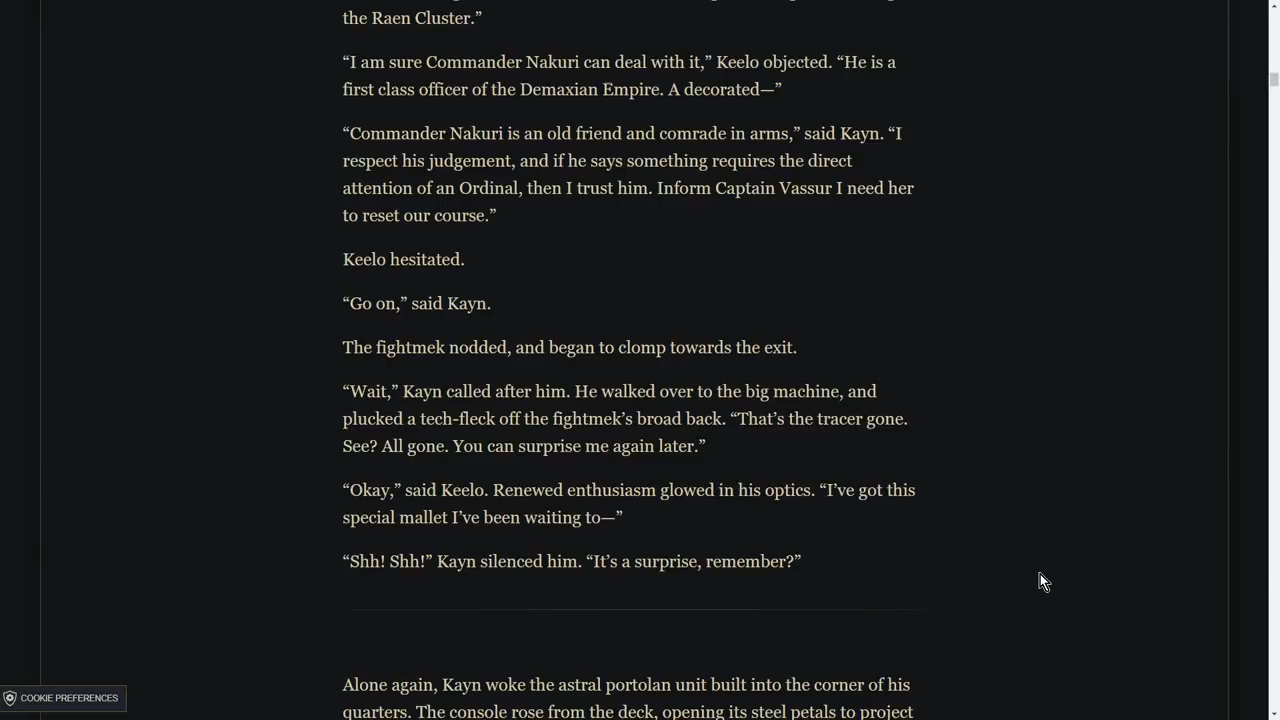 the Raen Cluster.”
“I am sure Commander Nakuri can deal with it,” Keelo objected. “He is a
first class officer of the Demaxian Empire. A decorated—”
“Commander Nakuri is an old friend and comrade in arms,” said Kayn. “I
respect his judgement, and if he says something requires the direct
attention of an Ordinal, then I trust him. Inform Captain Vassur I need her
to reset our course.”
Keelo hesitated.
“Go on,” said Kayn.
The fightmek nodded, and began to clomp towards the exit.
“Wait,” Kayn called after him. He walked over to the big machine, and
plucked a tech-fleck off the fightmek’s broad back. “That’s the tracer gone.
See? All gone. You can surprise me again later.”
“Okay,” said Keelo. Renewed enthusiasm glowed in his optics. “I’ve got this
special mallet I’ve been waiting to—”
“Shh! Shh!” Kayn silenced him. “It’s a surprise, remember?”
Alone again, Kayn woke the astral portolan unit built into the corner of his
COOKIE PREFERENCES
quarters. The console rose from the deck, opening its steel petals to project